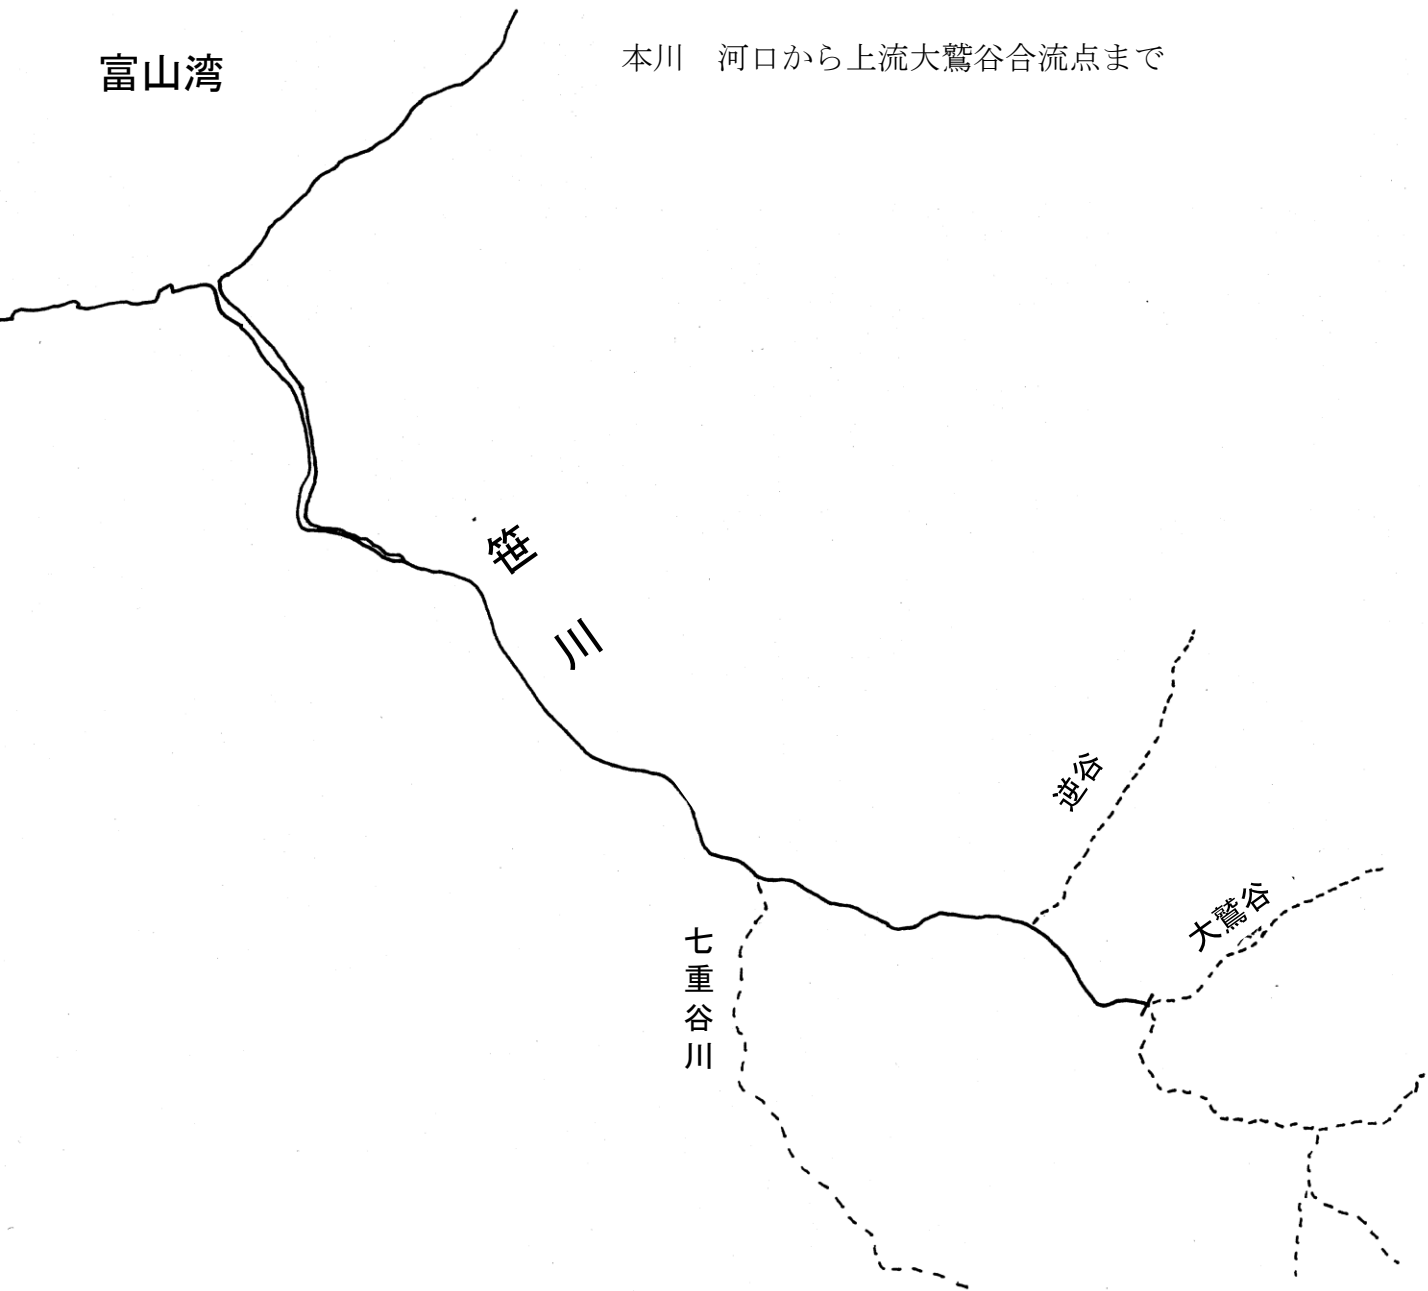 富山湾
本川　河口から上流大鷲谷合流点まで
笹川
逆谷
大鷲谷
七重谷川